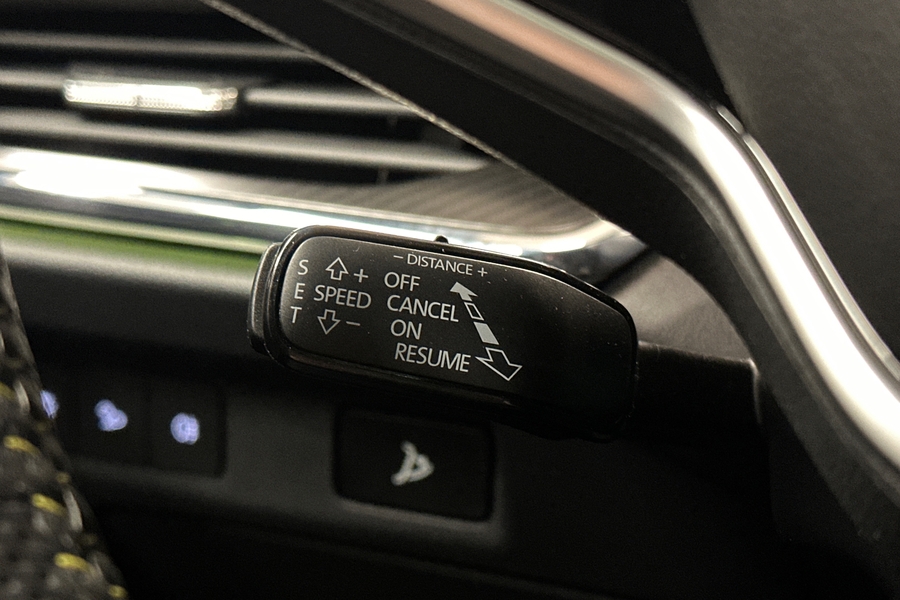 - DISTANCE +
S E T
+
SPEED
-
OFF
CANCEL
ON
RESUME